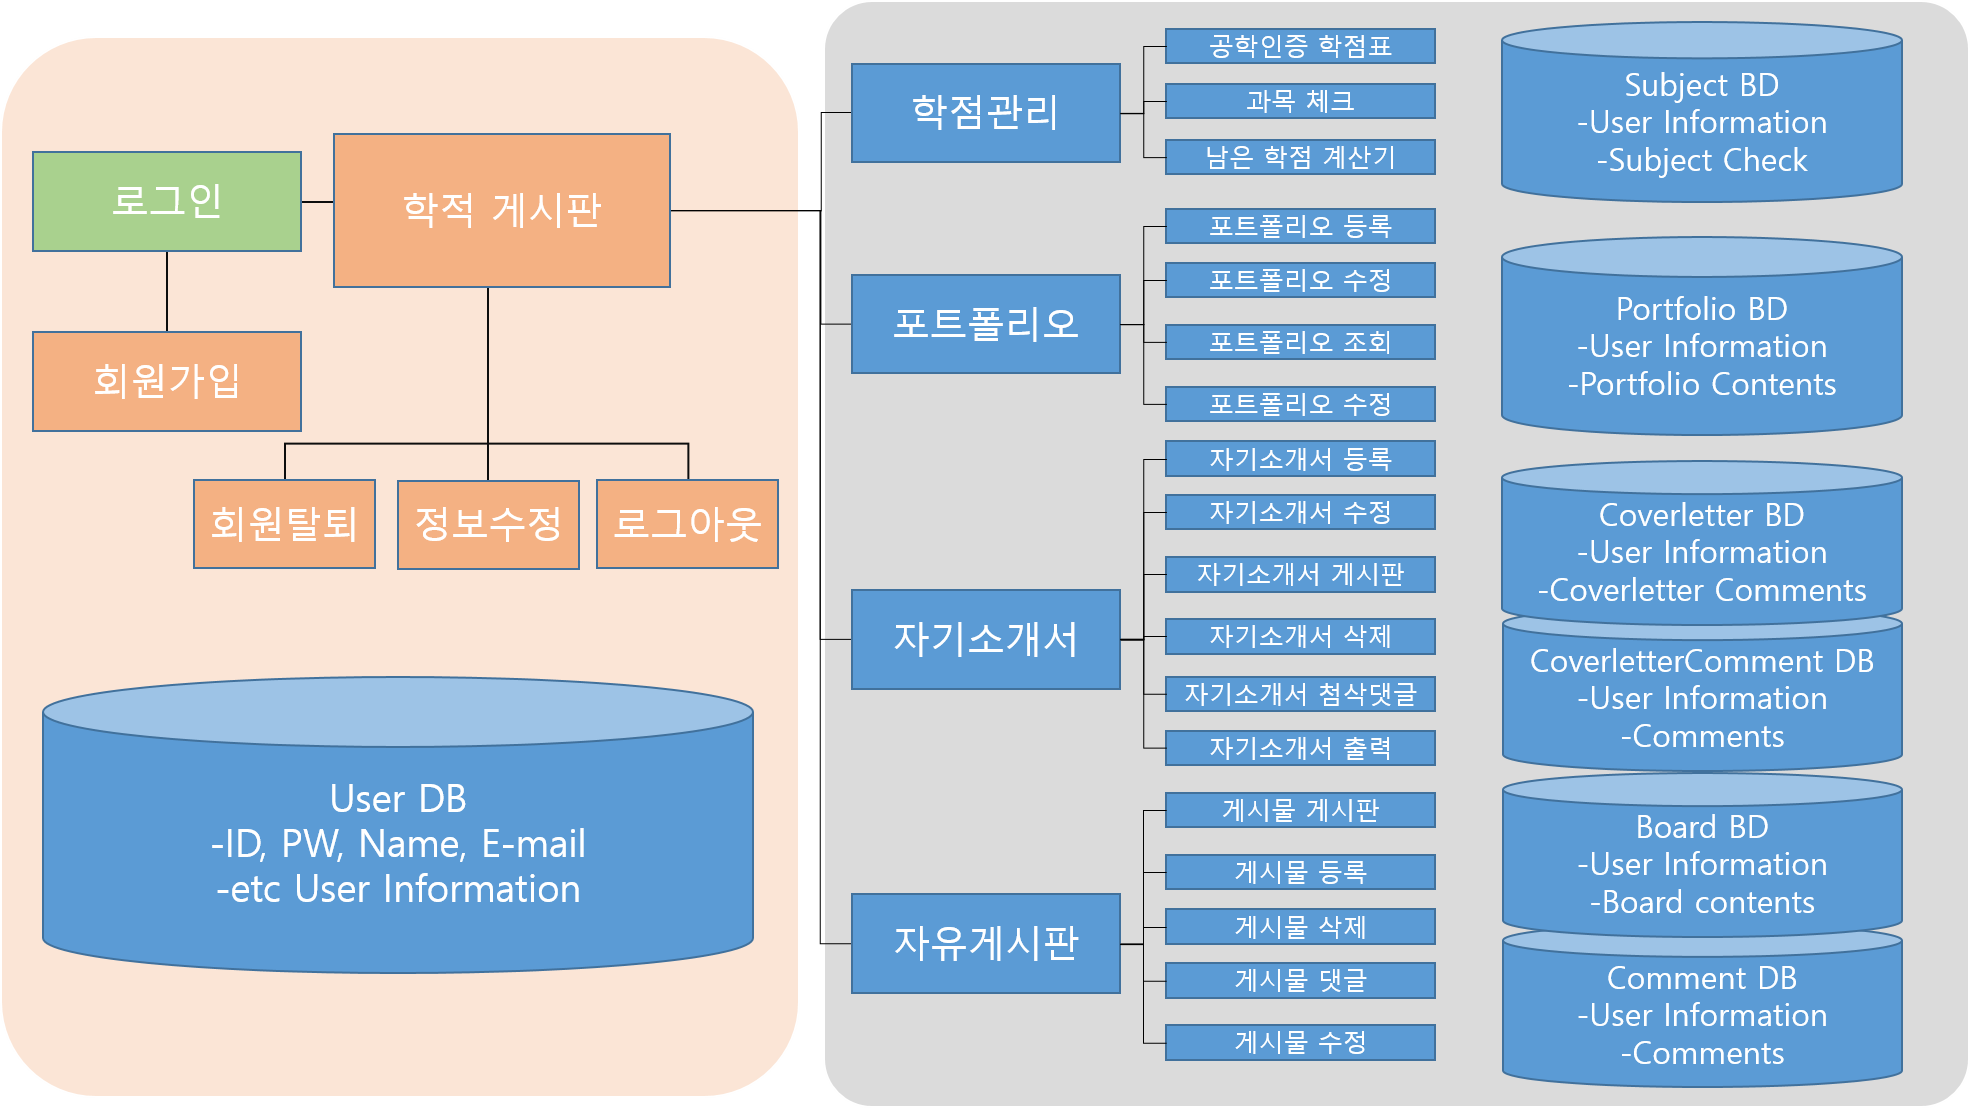 로그인
학적 게시판
회원가입
회원탈퇴
정보수정
로그아웃
User DB
-ID, PW, Name, E-mail
-etc User Information
학점관리
공학인증 학점표
과목 체크
남은 학점 계산기
포트폴리오
포트폴리오 등록
포트폴리오 수정
포트폴리오 조회
포트폴리오 수정
자기소개서
자기소개서 등록
자기소개서 수정
자기소개서 게시판
자기소개서 삭제
자기소개서 첨삭댓글
자기소개서 출력
자유게시판
게시물 게시판
게시물 등록
게시물 삭제
게시물 댓글
게시물 수정
Subject BD
-User Information
-Subject Check
Portfolio BD
-User Information
-Portfolio Contents
Coverletter BD
-User Information
-Coverletter Comments
CoverletterComment DB
-User Information
-Comments
Board BD
-User Information
-Board contents
Comment DB
-User Information
-Comments